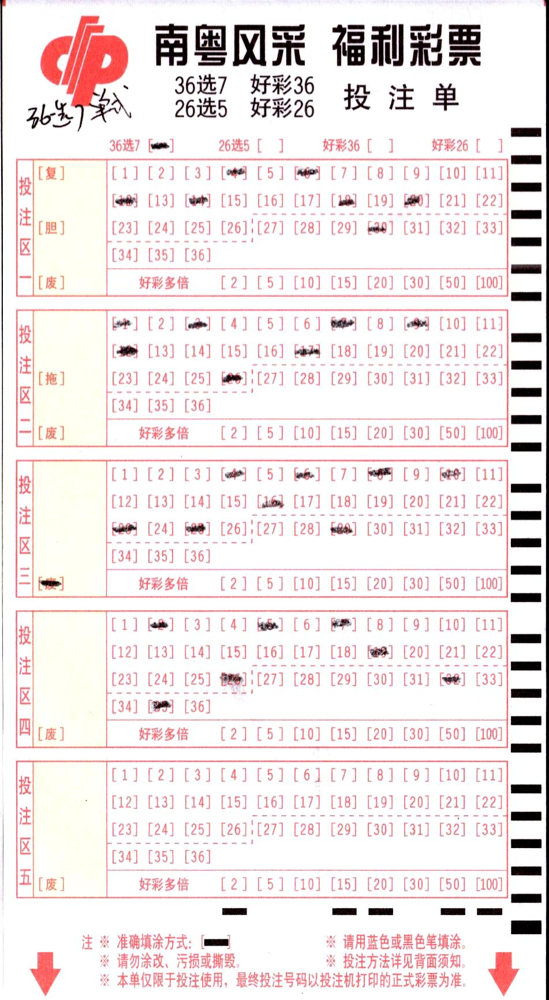 南粤风采 福利彩票
36选7 好彩36
26选5 好彩26
投注单
36选7单式
36选7 [ ] 26选5 [ ] 好彩36 [ ] 好彩26 [ ]
投注区一
[复] [1] [2] [3] [4] [5] [6] [7] [8] [9] [10] [11]
[12] [13] [14] [15] [16] [17] [18] [19] [20] [21] [22]
[胆] [23] [24] [25] [26] [27] [28] [29] [30] [31] [32] [33]
[34] [35] [36]
[废] 好彩多倍 [2] [5] [10] [15] [20] [30] [50] [100]
投注区二
[1] [2] [3] [4] [5] [6] [7] [8] [9] [10] [11]
[12] [13] [14] [15] [16] [17] [18] [19] [20] [21] [22]
[拖] [23] [24] [25] [26] [27] [28] [29] [30] [31] [32] [33]
[34] [35] [36]
[废] 好彩多倍 [2] [5] [10] [15] [20] [30] [50] [100]
投注区三
[1] [2] [3] [4] [5] [6] [7] [8] [9] [10] [11]
[12] [13] [14] [15] [16] [17] [18] [19] [20] [21] [22]
[23] [24] [25] [26] [27] [28] [29] [30] [31] [32] [33]
[34] [35] [36]
[废] 好彩多倍 [2] [5] [10] [15] [20] [30] [50] [100]
投注区四
[1] [2] [3] [4] [5] [6] [7] [8] [9] [10] [11]
[12] [13] [14] [15] [16] [17] [18] [19] [20] [21] [22]
[23] [24] [25] [26] [27] [28] [29] [30] [31] [32] [33]
[34] [35] [36]
[废] 好彩多倍 [2] [5] [10] [15] [20] [30] [50] [100]
投注区五
[1] [2] [3] [4] [5] [6] [7] [8] [9] [10] [11]
[12] [13] [14] [15] [16] [17] [18] [19] [20] [21] [22]
[23] [24] [25] [26] [27] [28] [29] [30] [31] [32] [33]
[34] [35] [36]
[废] 好彩多倍 [2] [5] [10] [15] [20] [30] [50] [100]
注 ※ 准确填涂方式：[ ] ※ 请用蓝色或黑色笔填涂。
※ 请勿涂改、污损或撕毁。 ※ 投注方法详见背面须知。
※ 本单仅限于投注使用，最终投注号码以投注机打印的正式彩票为准。